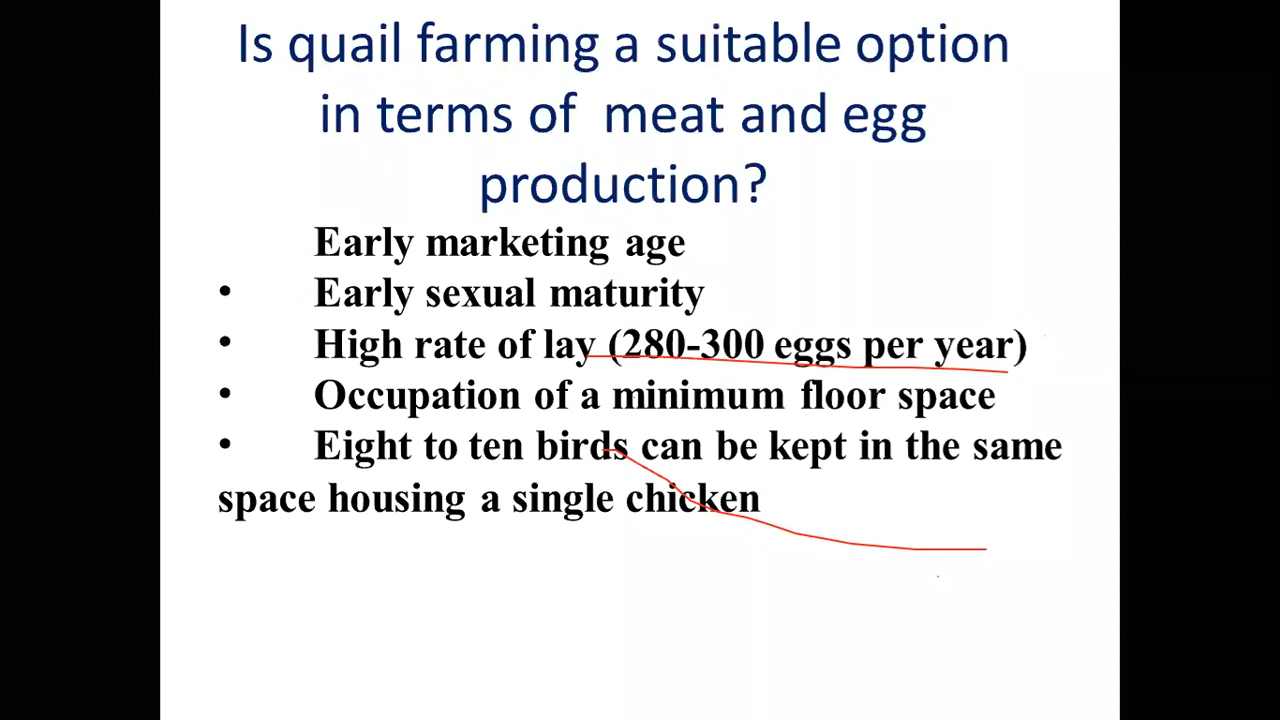 Is quail farming a suitable option
in terms of meat and egg
production?
Early marketing age
• Early sexual maturity
• High rate of lay (280-300 eggs per year)
• Occupation of a minimum floor space
• Eight to ten birds can be kept in the same
space housing a single chicken